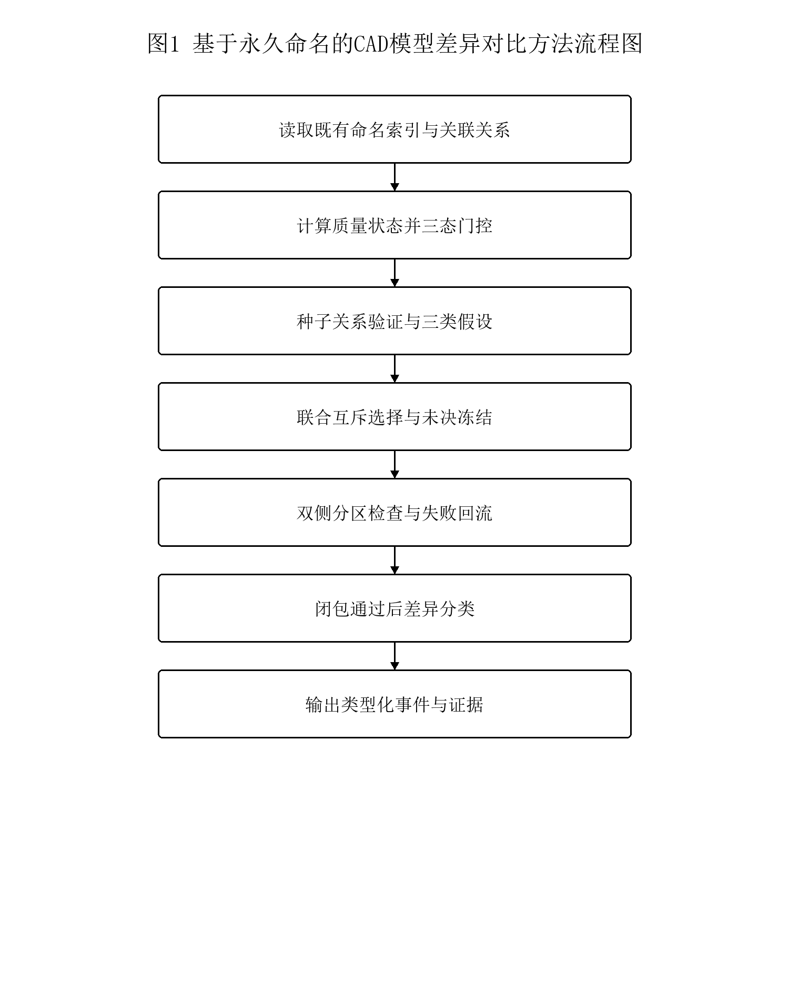 图1 基于永久命名的CAD模型差异对比方法流程图
读取既有命名索引与关联关系
计算质量状态并三态门控
种子关系验证与三类假设
联合互斥选择与未决冻结
双侧分区检查与失败回流
闭包通过后差异分类
输出类型化事件与证据